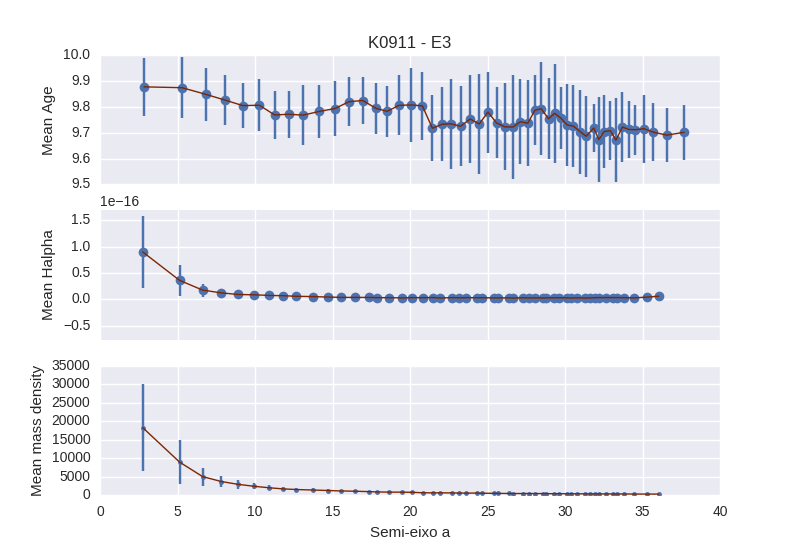 K0911 - E3
10.0
9.9
9.8
9.7
9.6
9.5
Mean Age
1e−16
1.5
1.0
0.5
0.0
−0.5
Mean Halpha
35000
30000
25000
20000
15000
10000
5000
0
Mean mass density
0 5 10 15 20 25 30 35 40
Semi-eixo a